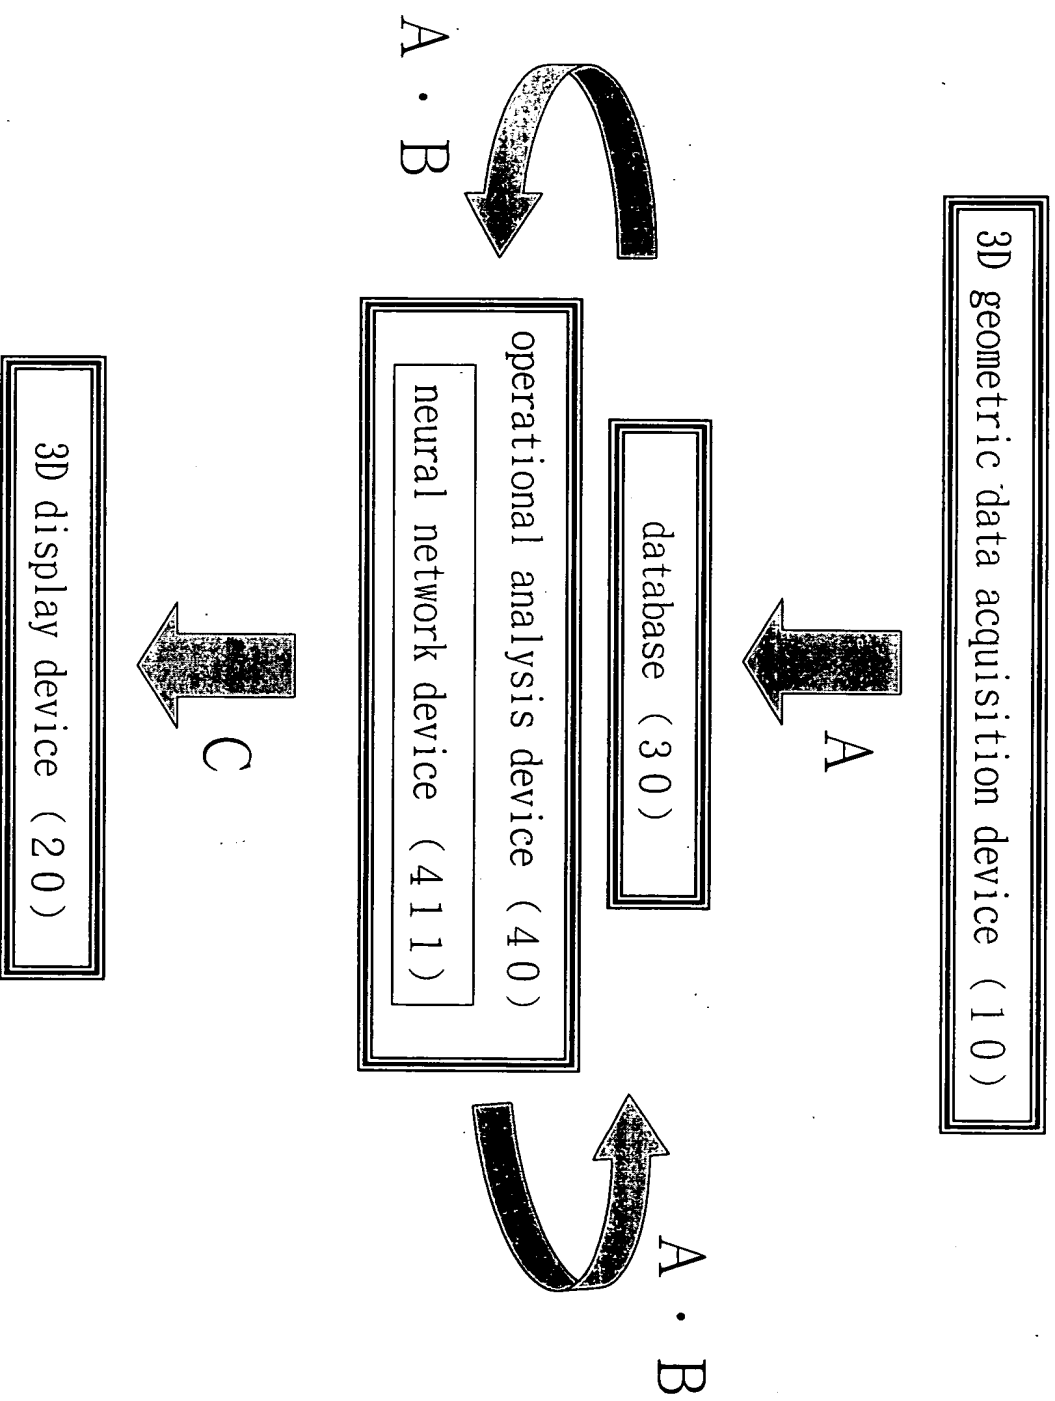 3D geometric data acquisition device (10)
A
database (30)
A・B
operational analysis device (40)
neural network device (411)
A・B
C
3D display device (20)